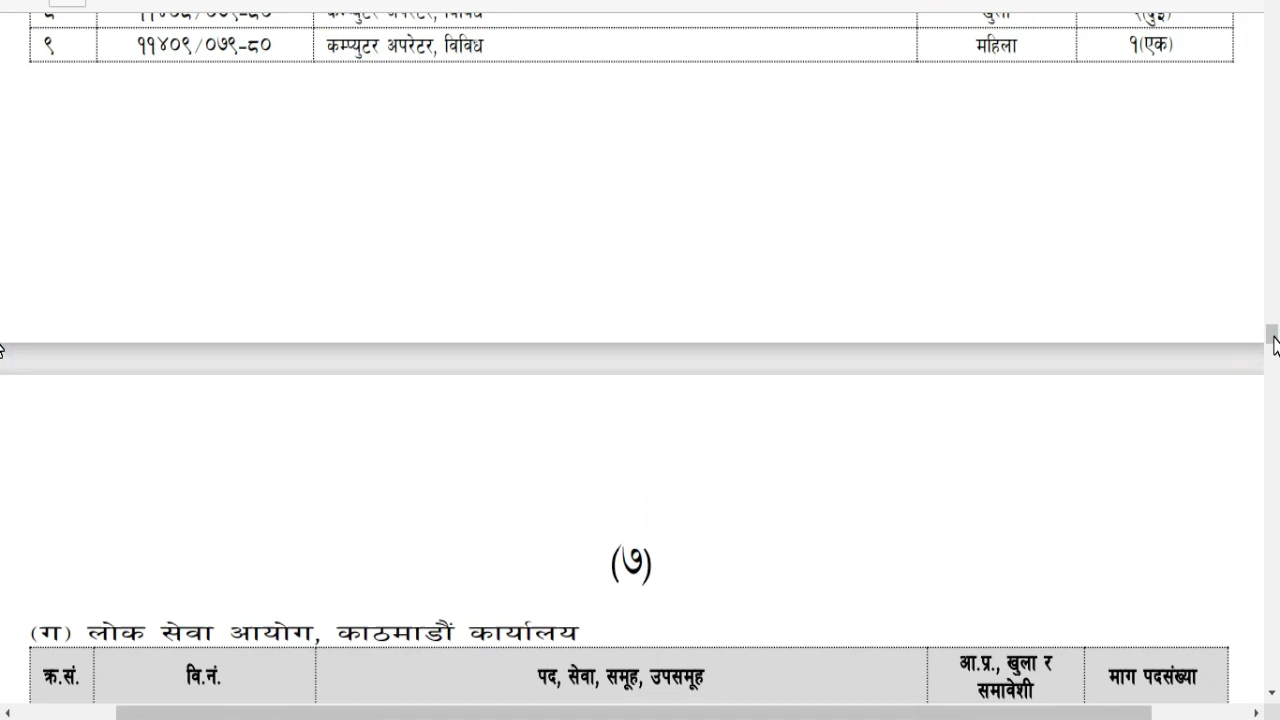 ९ ११४०९/०७९-८० कम्प्युटर अपरेटर, विविध महिला १(एक)
(७)
(ग) लोक सेवा आयोग, काठमाडौं कार्यालय
क्र.सं. वि.नं. पद, सेवा, समूह, उपसमूह आ.प्र., खुला र समावेशी माग पदसंख्या